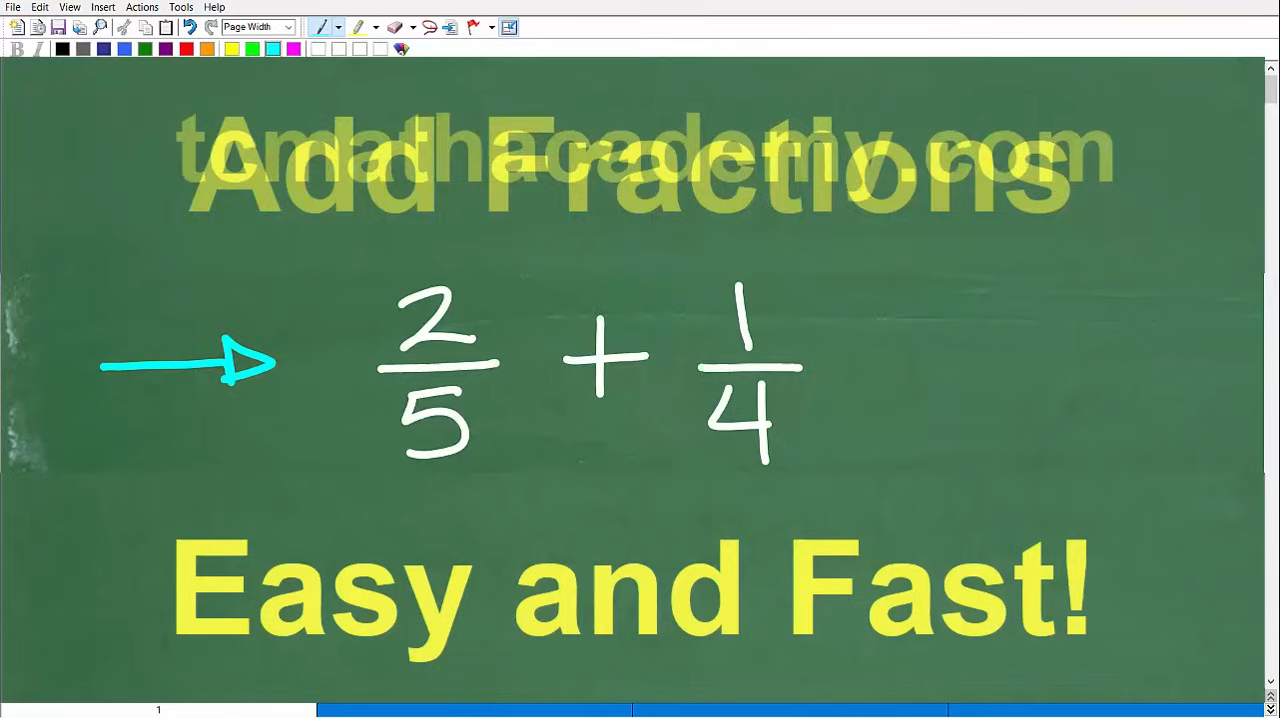 File Edit View Insert Actions Tools Help
Page Width
B I
tcmathacademy.com
Add Fractions
2/5 + 1/4
Easy and Fast!
1